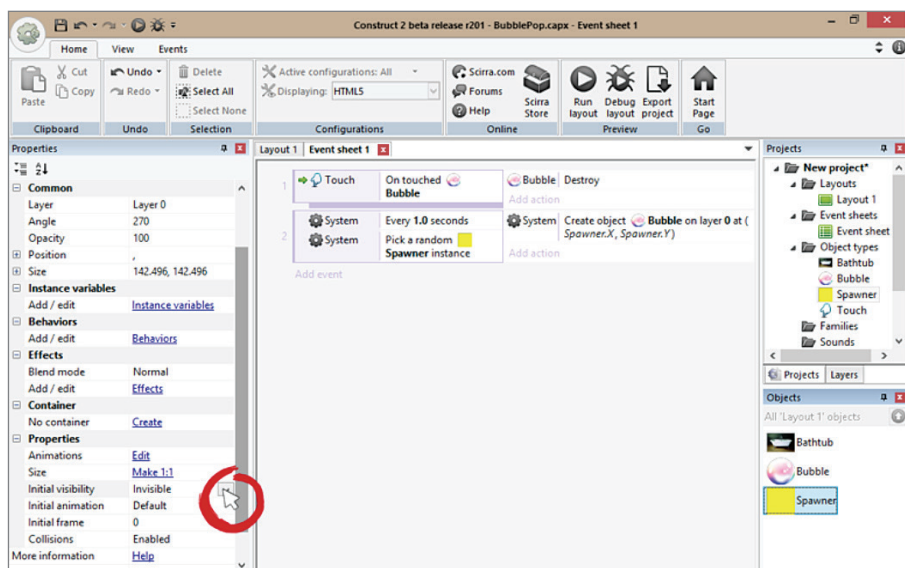 Construct 2 beta release r201 - BubblePop.capx - Event sheet 1
Home View Events
Paste
Cut
Copy
Clipboard
Undo
Redo
Undo
Delete
Select All
Select None
Selection
Active configurations: All
Displaying: HTML5
Configurations
Scirra.com
Forums
Help
Scirra
Store
Online
Run
layout
Debug
layout
Export
project
Preview
Start
Page
Go
Properties
Common
Layer Layer 0
Angle 270
Opacity 100
Position ,
Size 142.496, 142.496
Instance variables
Add / edit Instance variables
Behaviors
Add / edit Behaviors
Effects
Blend mode Normal
Add / edit Effects
Container
No container Create
Properties
Animations Edit
Size Make 1:1
Initial visibility Invisible
Initial animation Default
Initial frame 0
Collisions Enabled
More information Help
Layout 1 Event sheet 1
1 Touch On touched
Bubble
Bubble Destroy
Add action
2
System Every 1.0 seconds
System Pick a random
Spawner instance
System Create object Bubble on layer 0 at (
Spawner.X, Spawner.Y)
Add action
Add event
Projects
New project*
Layouts
Layout 1
Event sheets
Event sheet
Object types
Bathtub
Bubble
Spawner
Touch
Families
Sounds
Projects Layers
Objects
All 'Layout 1' objects
Bathtub
Bubble
Spawner